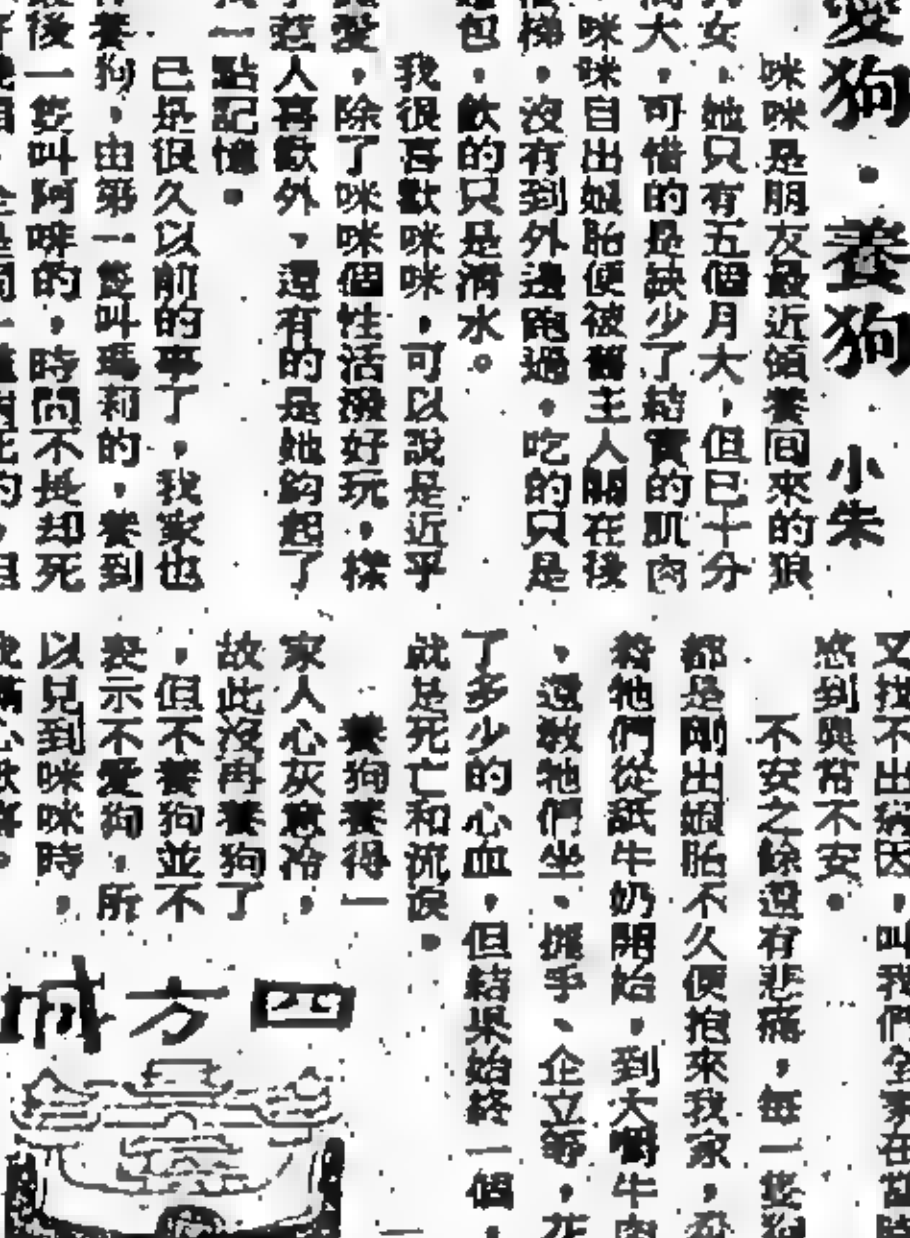 愛狗·養狗
小朱
咪咪是朋友最近領養回來的狼
女,她只有五個月大,但已十分
大,可惜的是缺少了結實的肌肉
咪咪自出娘胎便被舊主人關在後
梯,沒有到外邊跑過。吃的只是
包,飲的只是清水。
我很喜歡咪咪,可以說是近乎
愛,除了咪咪個性活潑好玩,樣
惹人喜歡外,還有的是她鈎起了
一點記憶。
已是很久以前的事了,我家也
養狗,由第一隻叫瑪莉的,養到
後一隻叫阿咪的,時間不長却死
又找不出病因,叫我們全家在
感到異常不安。
不安之餘還有悲痛,每一隻狗
都是剛出娘胎不久便抱來我家,
教牠們從舐牛奶開始,到大嚼牛肉
、還教牠們坐、握手、企立等,花
了多少的心血,但結果始終一個,
就是死亡和流淚。
養狗養得一
家人心灰意冷,
故此沒再養狗了
,但不養狗並不
表示不愛狗,所
以見到咪咪時,
四方城